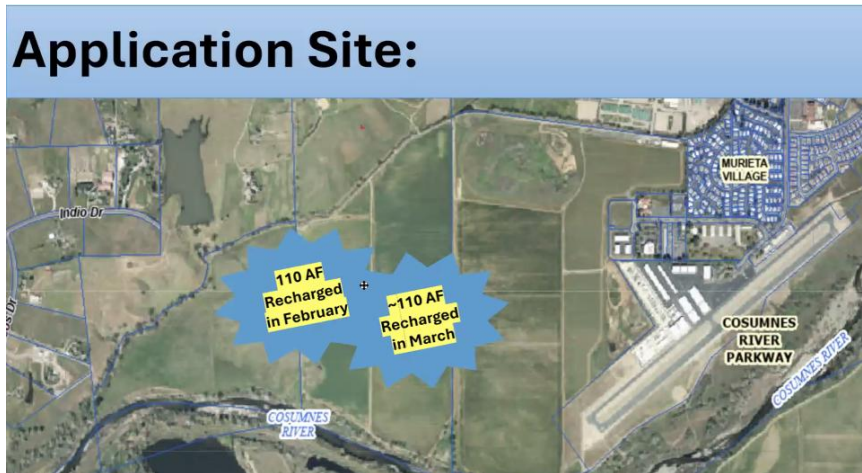 Application Site:
MURIETA
VILLAGE
Indio Dr
110 AF
Recharged
in February
~110 AF
Recharged
in March
COSUMNES
RIVER
PARKWAY
COSUMNES RIVER
COSUMNES
RIVER